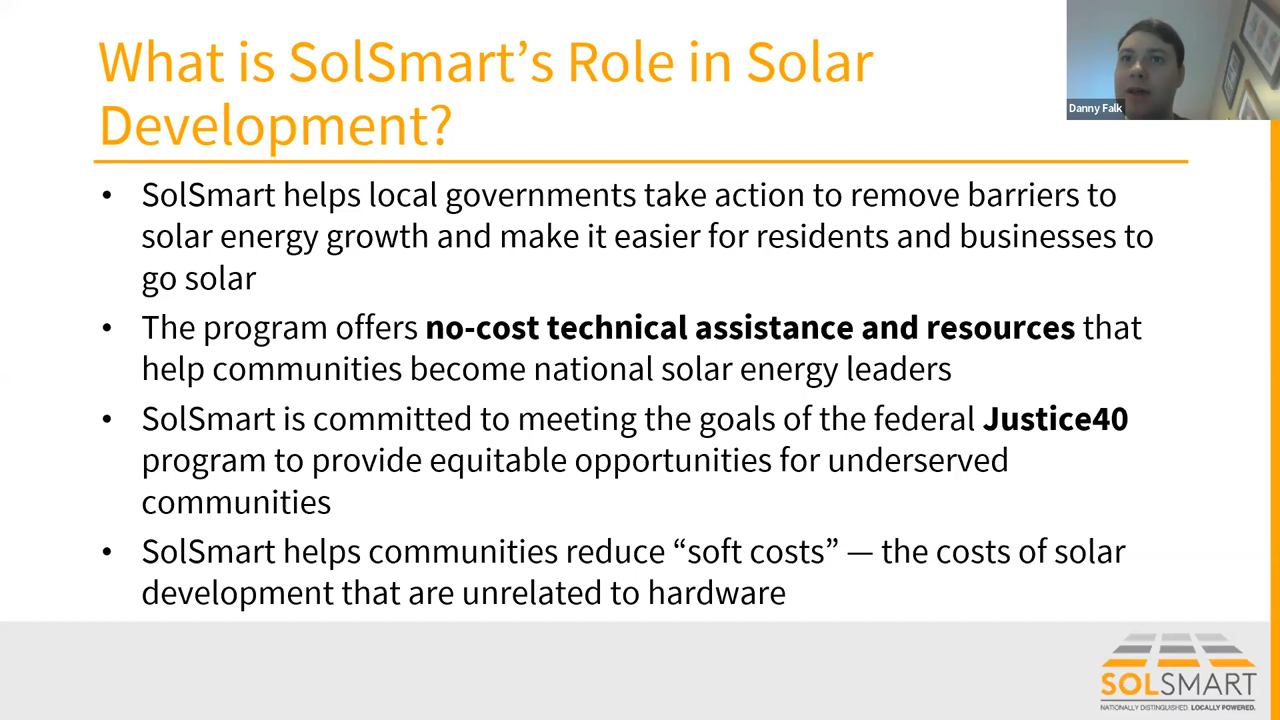 What is SolSmart’s Role in Solar
Development?
Danny Falk
• SolSmart helps local governments take action to remove barriers to
solar energy growth and make it easier for residents and businesses to
go solar
• The program offers no-cost technical assistance and resources that
help communities become national solar energy leaders
• SolSmart is committed to meeting the goals of the federal Justice40
program to provide equitable opportunities for underserved
communities
• SolSmart helps communities reduce “soft costs” — the costs of solar
development that are unrelated to hardware
SOLSMART
NATIONALLY DISTINGUISHED. LOCALLY POWERED.